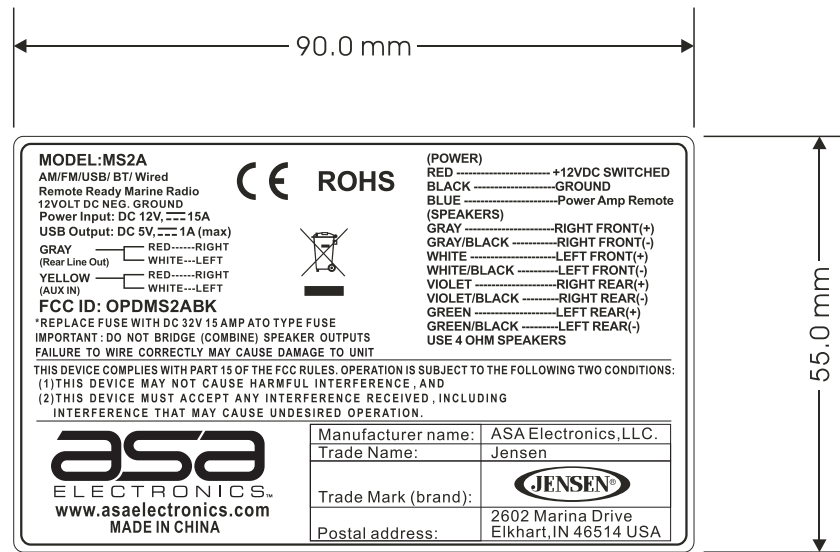 90.0 mm
MODEL:MS2A
AM/FM/USB/ BT/ Wired
Remote Ready Marine Radio
12VOLT DC NEG. GROUND
Power Input: DC 12V, 15A
USB Output: DC 5V, 1A (max)
GRAY
(Rear Line Out)
RED------RIGHT
WHITE---LEFT
YELLOW
(AUX IN)
RED------RIGHT
WHITE---LEFT
FCC ID: OPDMS2ABK
*REPLACE FUSE WITH DC 32V 15 AMP ATO TYPE FUSE
IMPORTANT : DO NOT BRIDGE (COMBINE) SPEAKER OUTPUTS
FAILURE TO WIRE CORRECTLY MAY CAUSE DAMAGE TO UNIT
CE ROHS
(POWER)
RED ----------------------- +12VDC SWITCHED
BLACK --------------------GROUND
BLUE ---------------------Power Amp Remote
(SPEAKERS)
GRAY ---------------------RIGHT FRONT(+)
GRAY/BLACK -----------RIGHT FRONT(-)
WHITE --------------------LEFT FRONT(+)
WHITE/BLACK ----------LEFT FRONT(-)
VIOLET --------------------RIGHT REAR(+)
VIOLET/BLACK ---------RIGHT REAR(-)
GREEN --------------------LEFT REAR(+)
GREEN/BLACK ---------LEFT REAR(-)
USE 4 OHM SPEAKERS
THIS DEVICE COMPLIES WITH PART 15 OF THE FCC RULES. OPERATION IS SUBJECT TO THE FOLLOWING TWO CONDITIONS:
(1)THIS DEVICE MAY NOT CAUSE HARMFUL INTERFERENCE, AND
(2)THIS DEVICE MUST ACCEPT ANY INTERFERENCE RECEIVED, INCLUDING
INTERFERENCE THAT MAY CAUSE UNDESIRED OPERATION.
asa
ELECTRONICS™
www.asaelectronics.com
MADE IN CHINA
Manufacturer name: ASA Electronics,LLC.
Trade Name: Jensen
Trade Mark (brand): JENSEN®
Postal address: 2602 Marina Drive
Elkhart,IN 46514 USA
55.0 mm